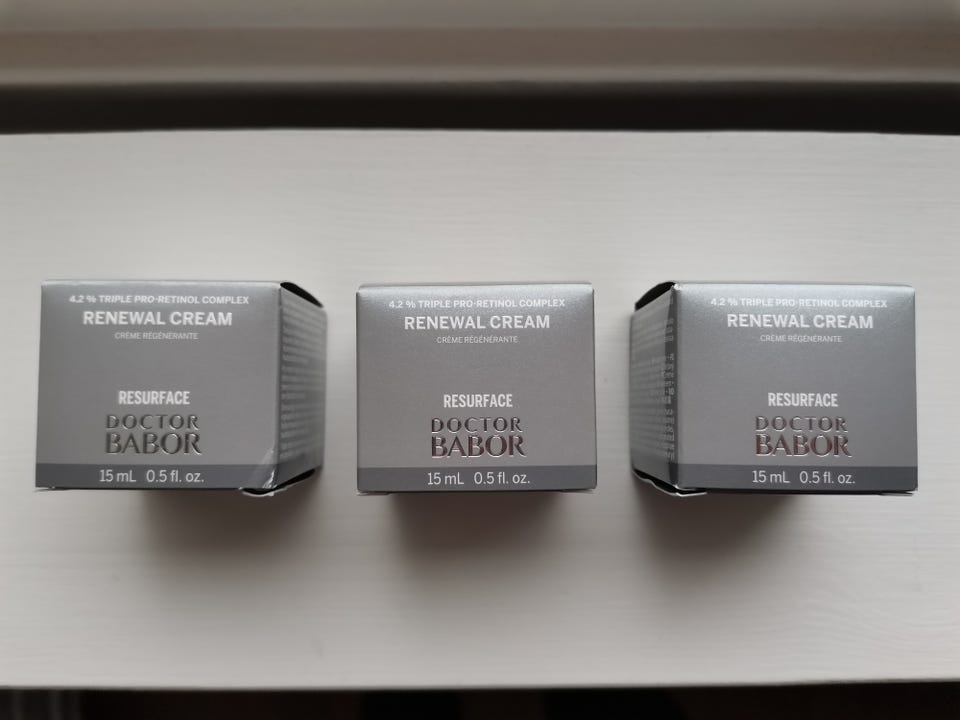 4.2 % TRIPLE PRO-RETINOL COMPLEX
RENEWAL CREAM
CRÈME RÉGÉNÉRANTE
RESURFACE
DOCTOR
BABOR
15 mL 0.5 fl. oz.
4.2 % TRIPLE PRO-RETINOL COMPLEX
RENEWAL CREAM
CRÈME RÉGÉNÉRANTE
RESURFACE
DOCTOR
BABOR
15 mL 0.5 fl. oz.
4.2 % TRIPLE PRO-RETINOL COMPLEX
RENEWAL CREAM
CRÈME RÉGÉNÉRANTE
RESURFACE
DOCTOR
BABOR
15 mL 0.5 fl. oz.